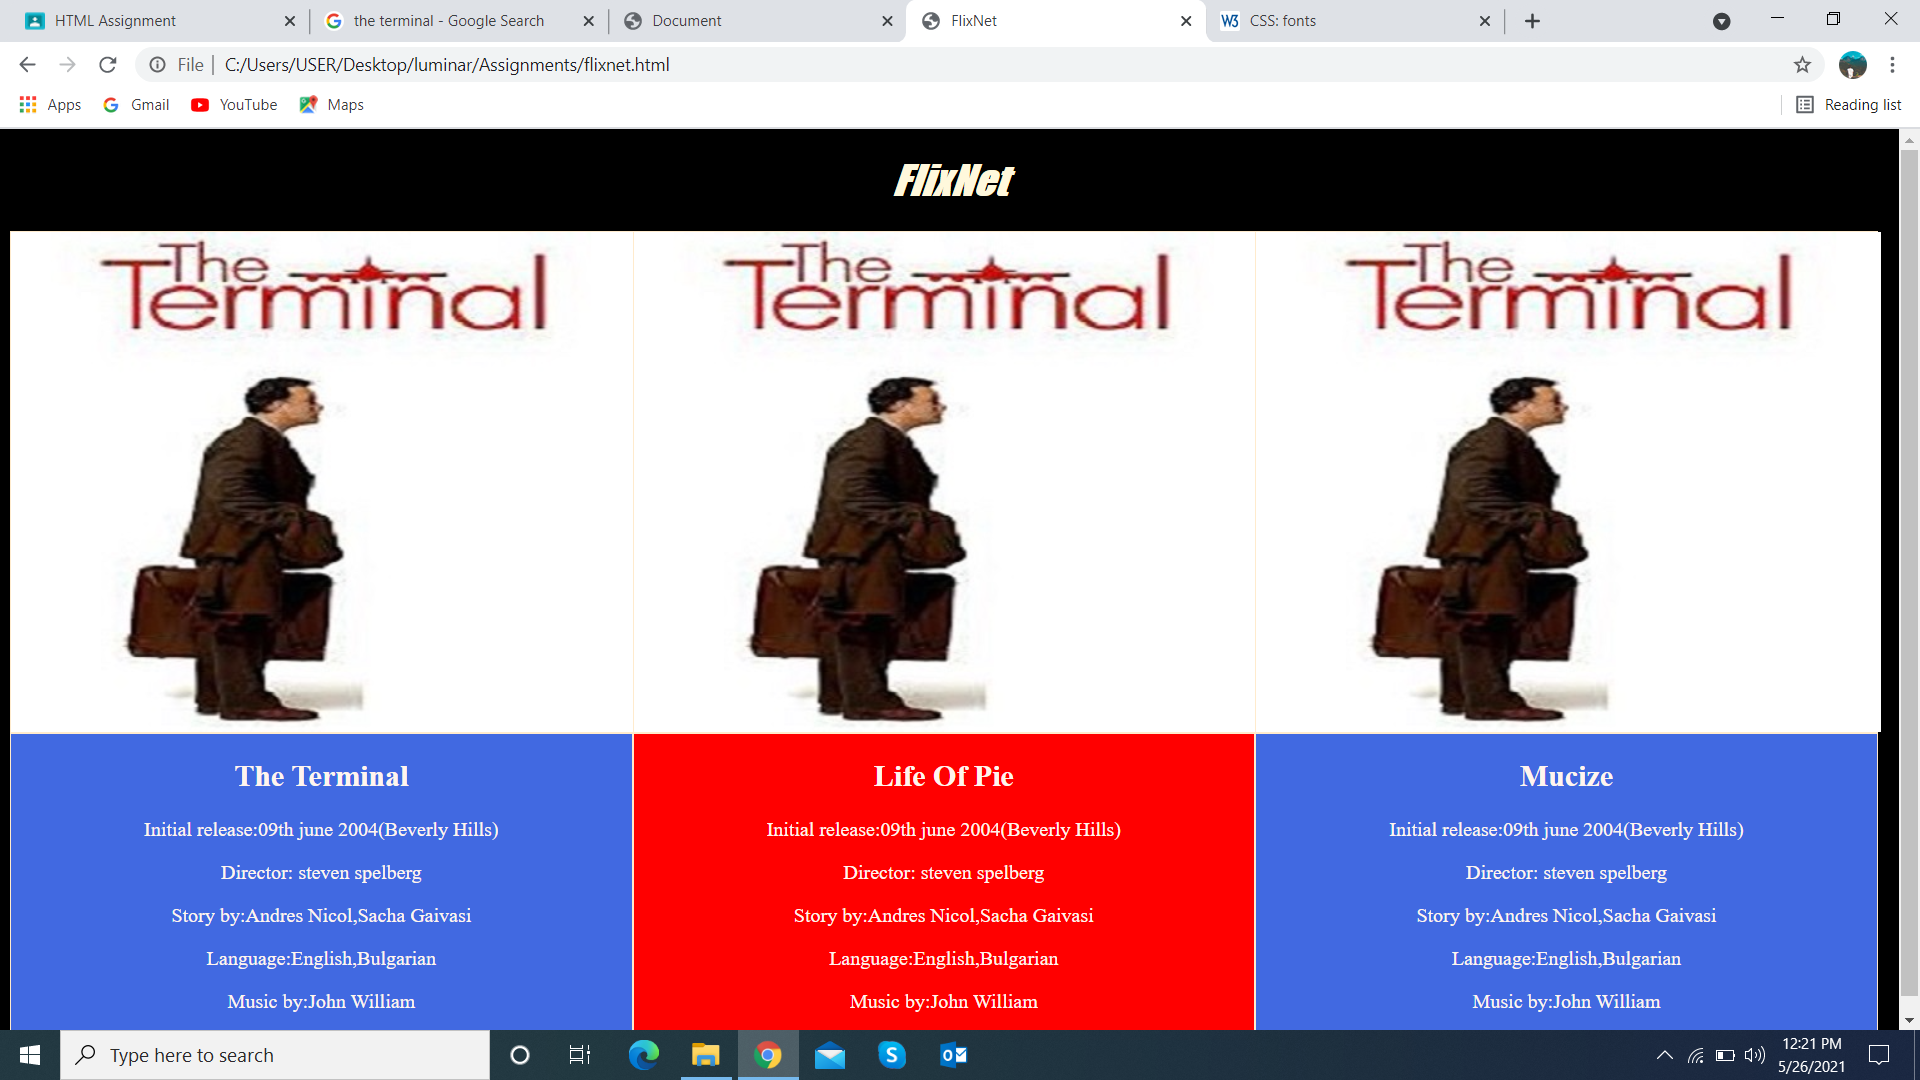 HTML Assignment
the terminal - Google Search
Document
FlixNet
W3 CSS: fonts
File C:/Users/USER/Desktop/luminar/Assignments/flixnet.html
Apps Gmail YouTube Maps Reading list
FlixNet
The Terminal
The Terminal
The Terminal
The Terminal
Initial release:09th june 2004(Beverly Hills)
Director: steven spelberg
Story by:Andres Nicol,Sacha Gaivasi
Language:English,Bulgarian
Music by:John William
Life Of Pie
Initial release:09th june 2004(Beverly Hills)
Director: steven spelberg
Story by:Andres Nicol,Sacha Gaivasi
Language:English,Bulgarian
Music by:John William
Mucize
Initial release:09th june 2004(Beverly Hills)
Director: steven spelberg
Story by:Andres Nicol,Sacha Gaivasi
Language:English,Bulgarian
Music by:John William
Type here to search
12:21 PM
5/26/2021